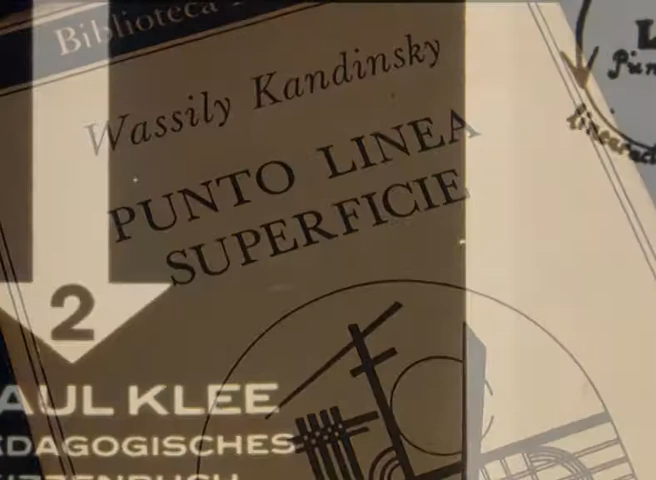 Biblioteca
Wassily Kandinsky
PUNTO LINEA
SUPERFICIE
2
AUL KLEE
DAGOGISCHES